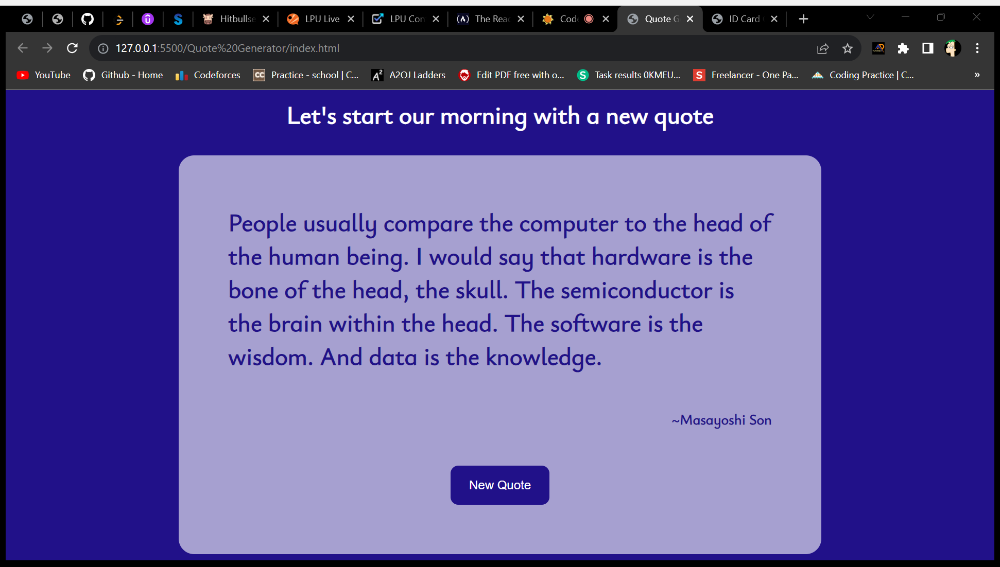 Hitbullse
LPU Live
LPU Con
The Reac
Code
Quote G
ID Card
127.0.0.1:5500/Quote%20Generator/index.html
YouTube
Github - Home
Codeforces
CC
Practice - school | C...
A2
A2OJ Ladders
Edit PDF free with o...
S
Task results 0KMEU...
S
Freelancer - One Pa...
Coding Practice | C...
»
Let's start our morning with a new quote
People usually compare the computer to the head of
the human being. I would say that hardware is the
bone of the head, the skull. The semiconductor is
the brain within the head. The software is the
wisdom. And data is the knowledge.
~Masayoshi Son
New Quote